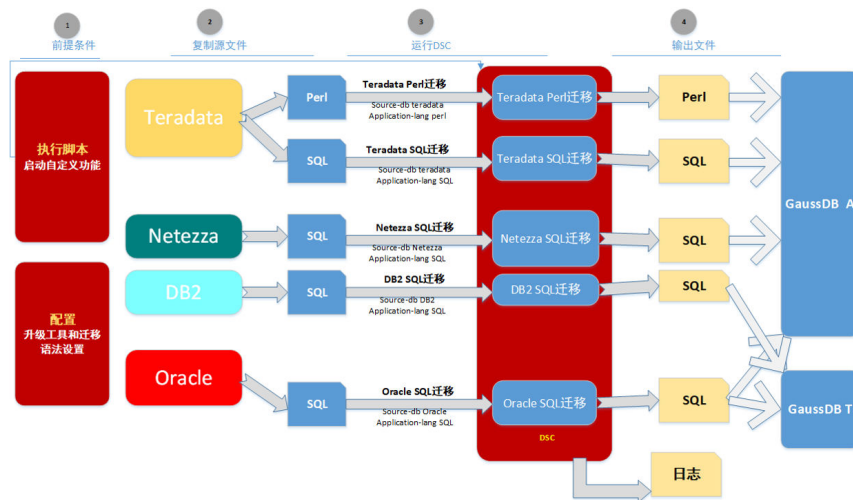 1
2
3
4
前提条件
复制源文件
运行DSC
输出文件
执行脚本
启动自定义功能
配置
升级工具和迁移
语法设置
Teradata
Netezza
DB2
Oracle
Perl
SQL
SQL
SQL
SQL
Teradata Perl迁移
Source-db teradata
Application-lang perl
Teradata SQL迁移
Source-db teradata
Application-lang SQL
Netezza SQL迁移
Source-db Netezza
Application-lang SQL
DB2 SQL迁移
Source-db DB2
Application-lang SQL
Oracle SQL迁移
Source-db Oracle
Application-lang SQL
Teradata Perl迁移
Teradata SQL迁移
Netezza SQL迁移
DB2 SQL迁移
Oracle SQL迁移
DSC
Perl
SQL
SQL
SQL
SQL
日志
GaussDB A
GaussDB T